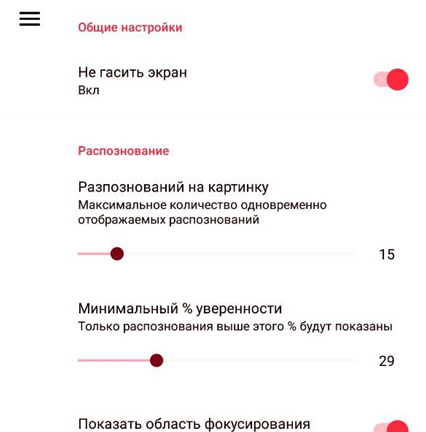 Общие настройки
Не гасить экран
Вкл
Распознование
Разпознований на картинку
Максимальное количество одновременно
отображаемых распознований
15
Минимальный % уверенности
Только распознования выше этого % будут показаны
29
Показать область фокусирования